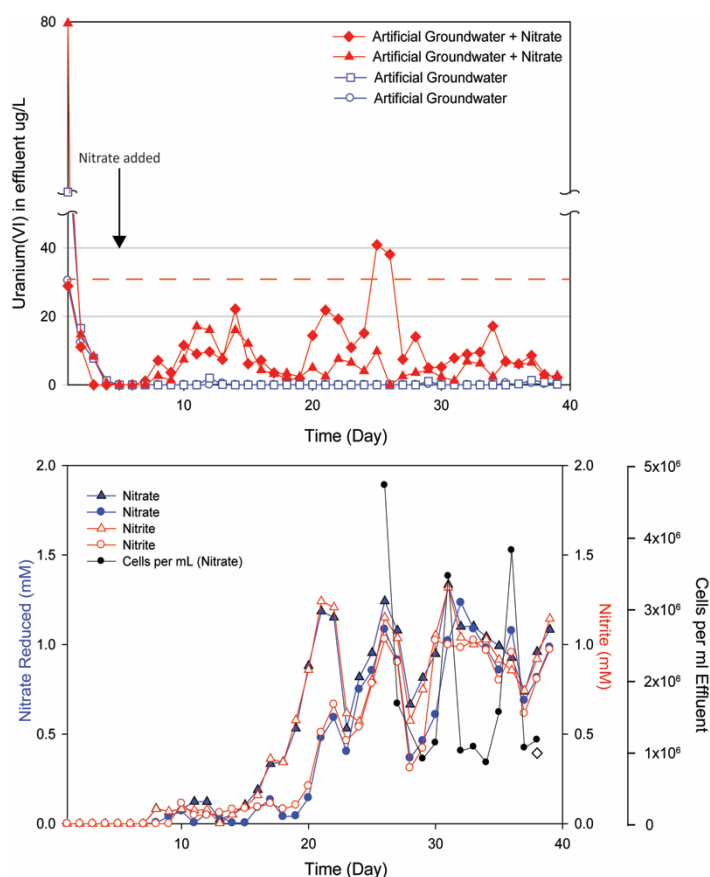 80
Artificial Groundwater + Nitrate
Artificial Groundwater + Nitrate
Artificial Groundwater
Artificial Groundwater
Nitrate added
Uranium(VI) in effluent ug/L
40
20
0
10
20
30
40
Time (Day)
2.0
1.5
1.0
0.5
0.0
Nitrate Reduced (mM)
Nitrate
Nitrate
Nitrite
Nitrite
Cells per mL (Nitrate)
2.0
1.5
1.0
0.5
0.0
Nitrite (mM)
5x10⁶
4x10⁶
3x10⁶
2x10⁶
1x10⁶
0
Cells per ml Effluent
10
20
30
40
Time (Day)